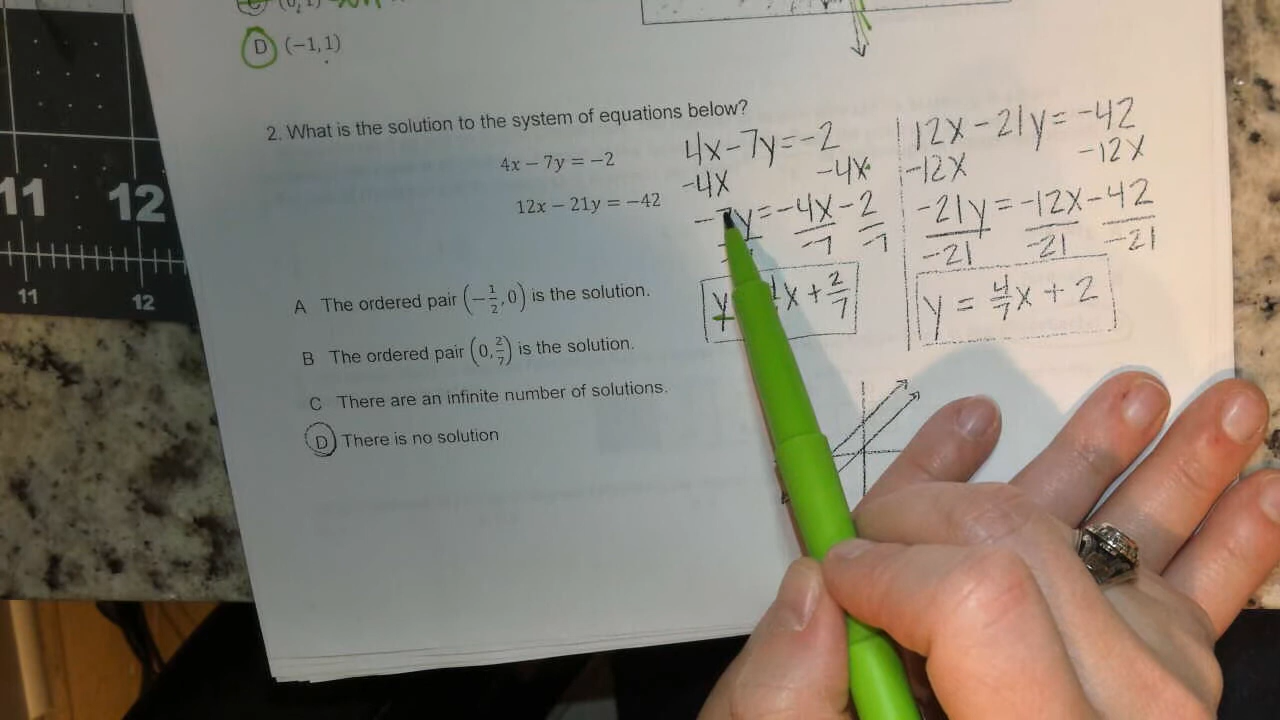 (0,1)
D (−1,1)
11 12
11 12
2. What is the solution to the system of equations below?
4x − 7y = −2
12x − 21y = −42
A The ordered pair (−1/2, 0) is the solution.
B The ordered pair (0, 2/7) is the solution.
C There are an infinite number of solutions.
D There is no solution
4x-7y=-2
-4x -4x
-7y=-4x-2
-7 -7
y x+2/7
12x-21y=-42
-12x -12x
-21y=-12x-42
-21 -21 -21
y=4/7x+2